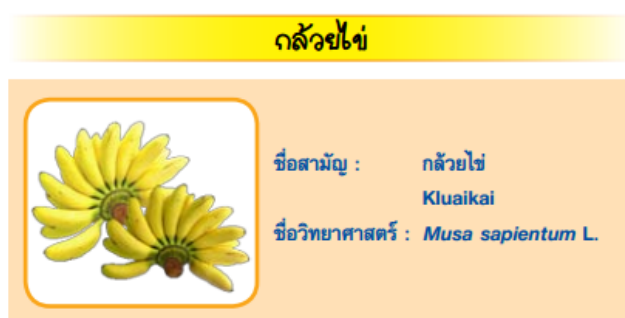 กล้วยไข่
ชื่อสามัญ : กล้วยไข่
Kluaikai
ชื่อวิทยาศาสตร์ : Musa sapientum L.